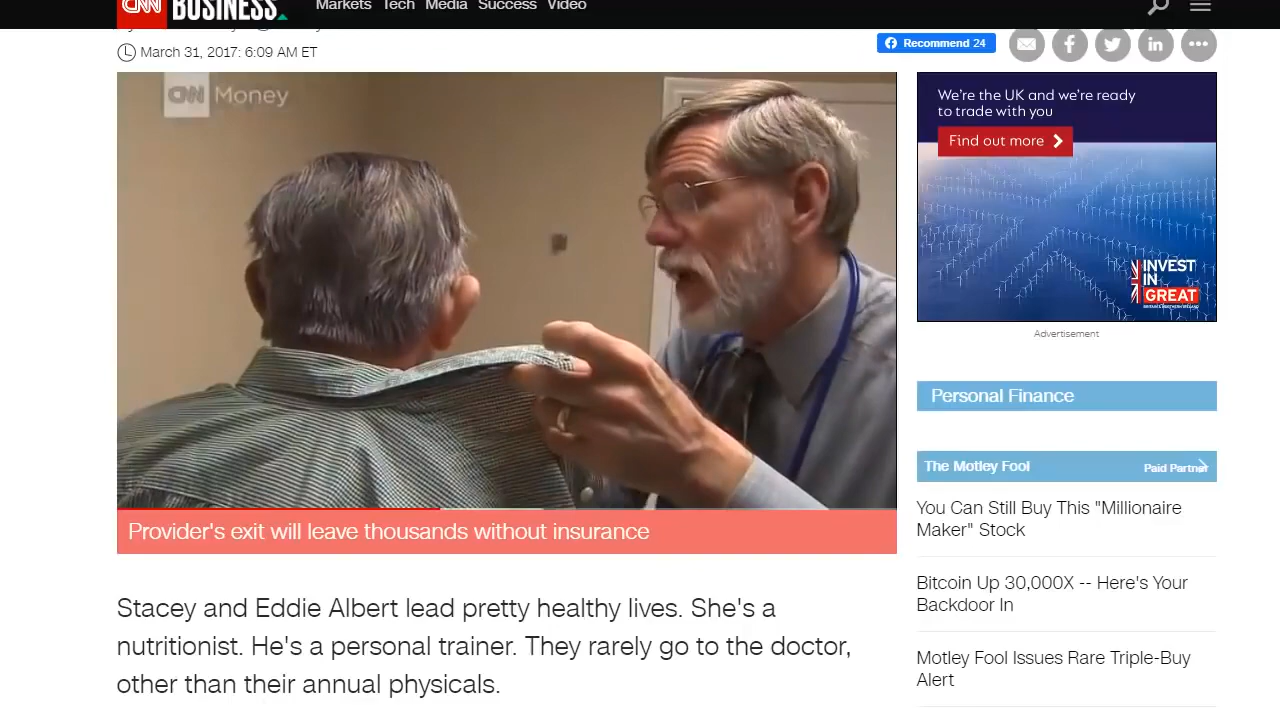 CNN BUSINESS
Markets Tech Media Success Video
March 31, 2017: 6:09 AM ET
Recommend 24
CNN Money
Provider's exit will leave thousands without insurance
Stacey and Eddie Albert lead pretty healthy lives. She's a
nutritionist. He's a personal trainer. They rarely go to the doctor,
other than their annual physicals.
We're the UK and we're ready
to trade with you
Find out more
INVEST
IN
GREAT
Advertisement
Personal Finance
The Motley Fool
Paid Partner
You Can Still Buy This "Millionaire
Maker" Stock
Bitcoin Up 30,000X -- Here's Your
Backdoor In
Motley Fool Issues Rare Triple-Buy
Alert